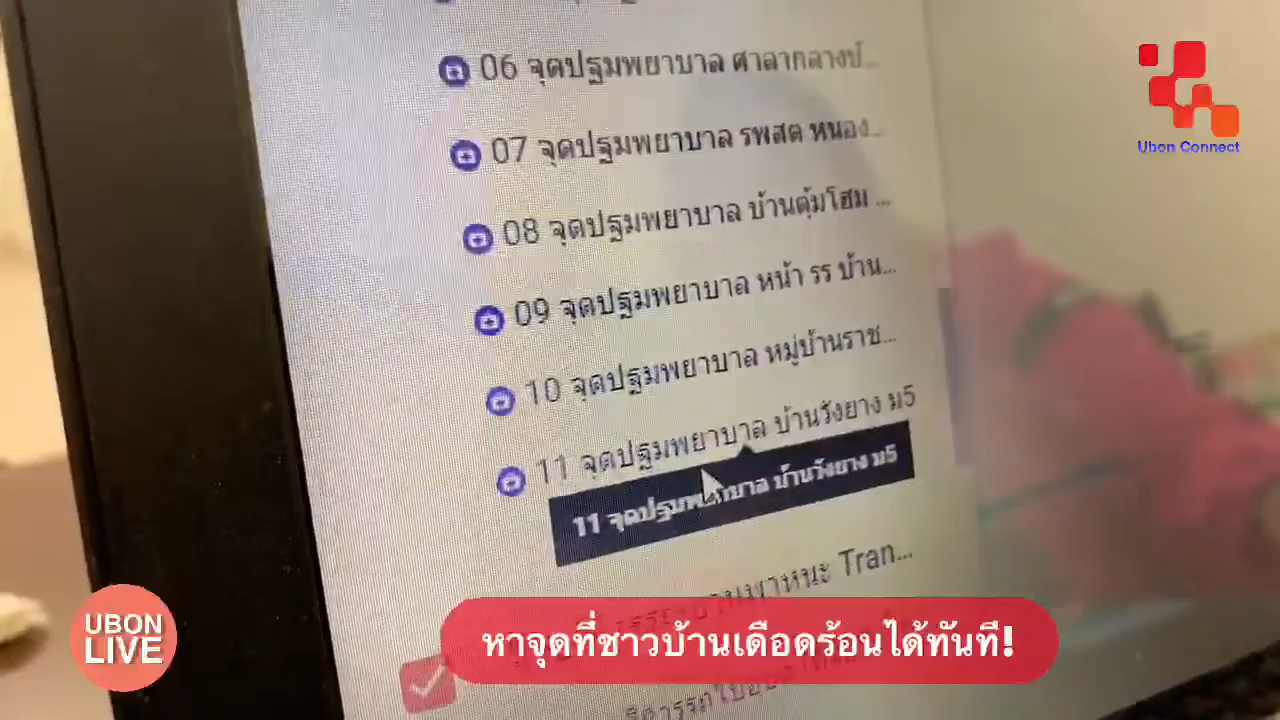 06 จุดปฐมพยาบาล ศาลากลางบ้...
07 จุดปฐมพยาบาล รพสต หนอง...
08 จุดปฐมพยาบาล บ้านตุ้มโฮม ...
09 จุดปฐมพยาบาล หน้า รร บ้าน...
10 จุดปฐมพยาบาล หมู่บ้านราช...
11 จุดปฐมพยาบาล บ้านวังยาง ม5
11 จุดปฐมพยาบาล บ้านวังยาง ม5
Tran...
หาจุดที่ชาวบ้านเดือดร้อนได้ทันที!
UBON
LIVE
Ubon Connect